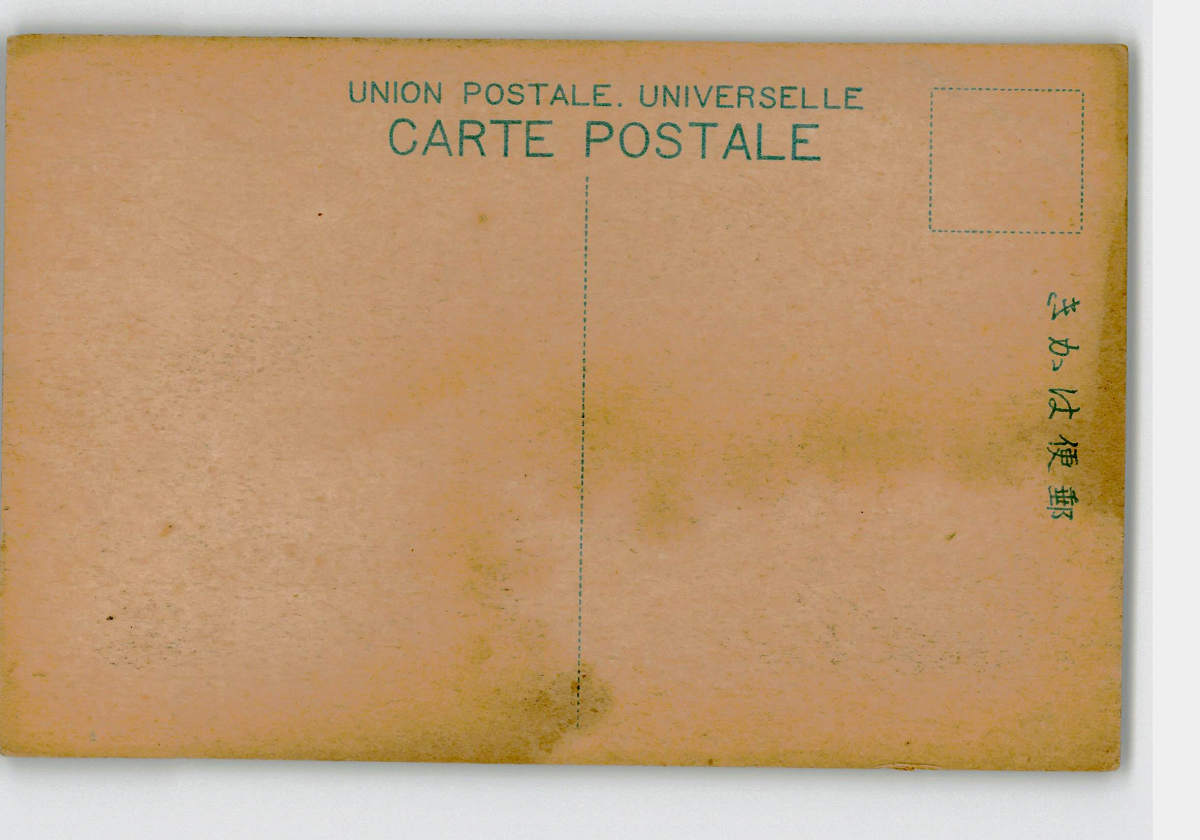 UNION POSTALE. UNIVERSELLE
CARTE POSTALE
郵便はかき